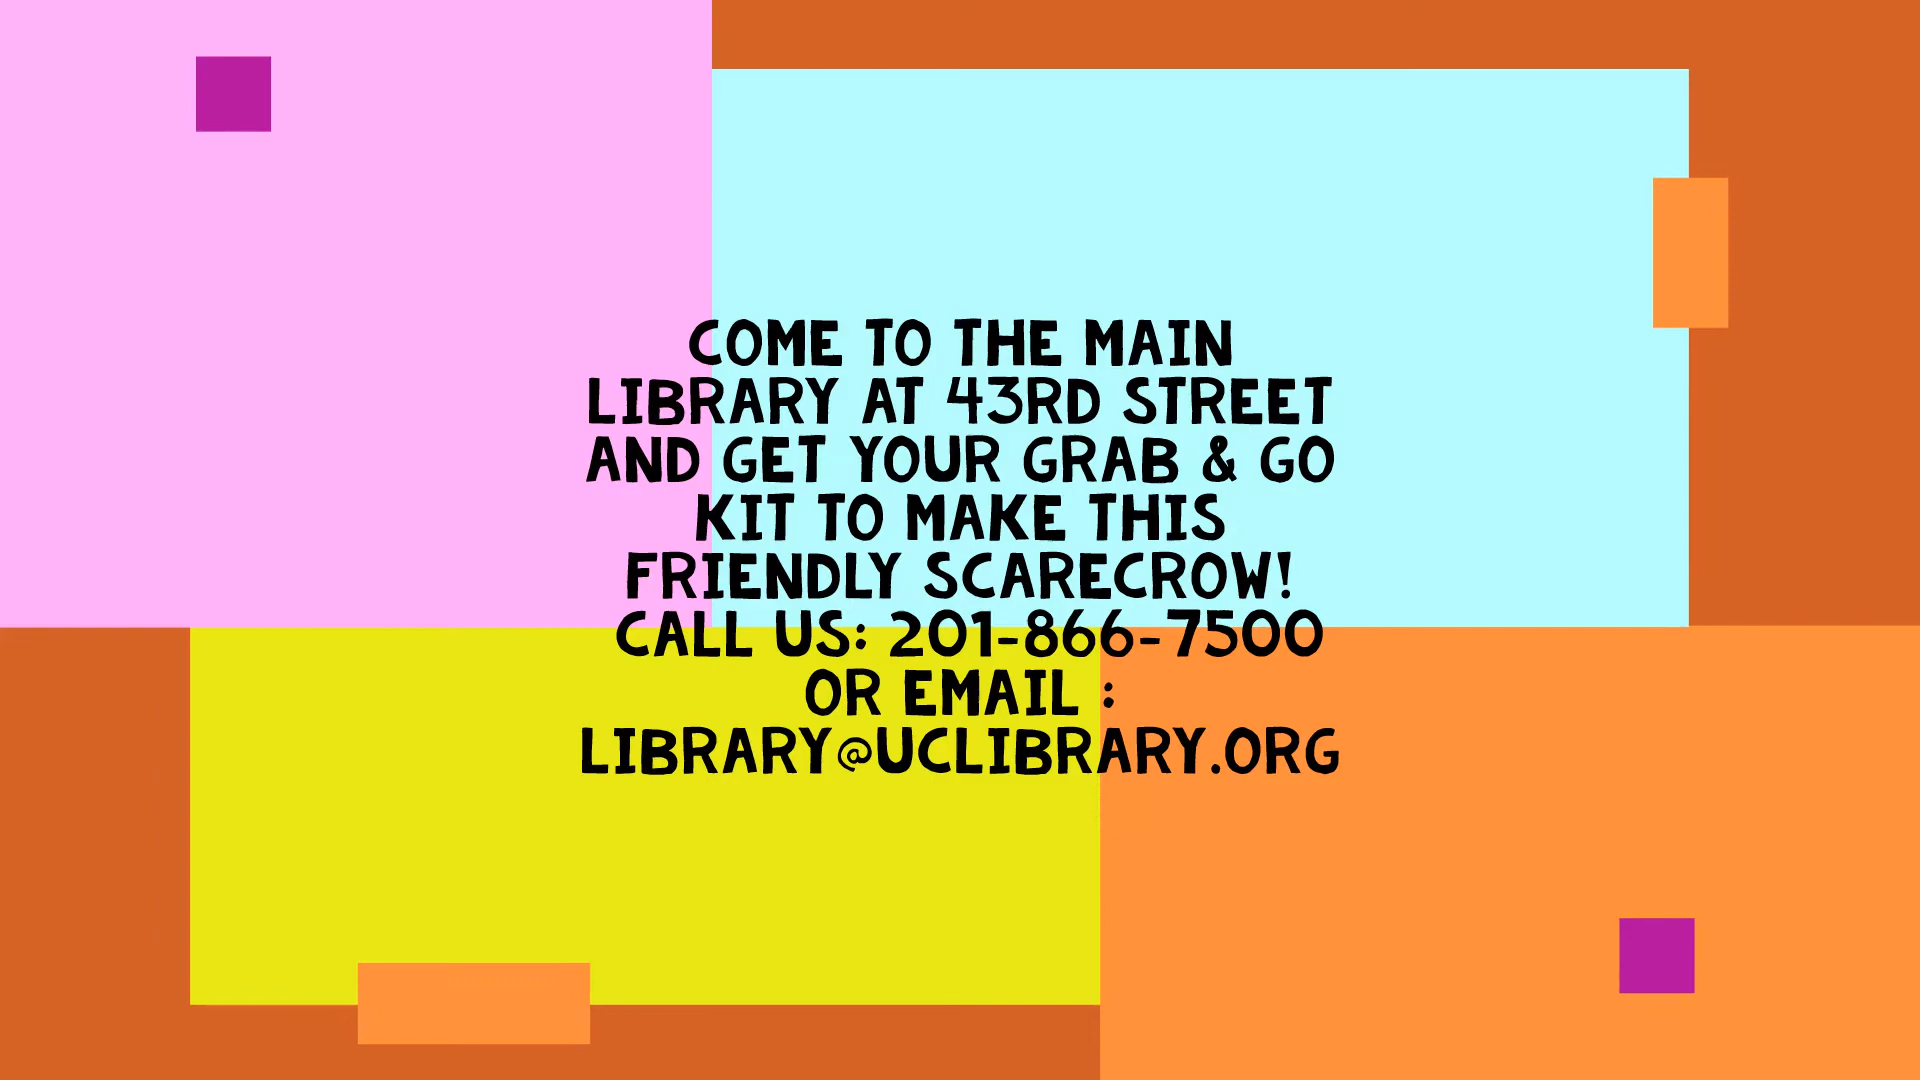 COME TO THE MAIN
LIBRARY AT 43RD STREET
AND GET YOUR GRAB & GO
KIT TO MAKE THIS
FRIENDLY SCARECROW!
CALL US: 201-866-7500
OR EMAIL :
LIBRARY@UCLIBRARY.ORG